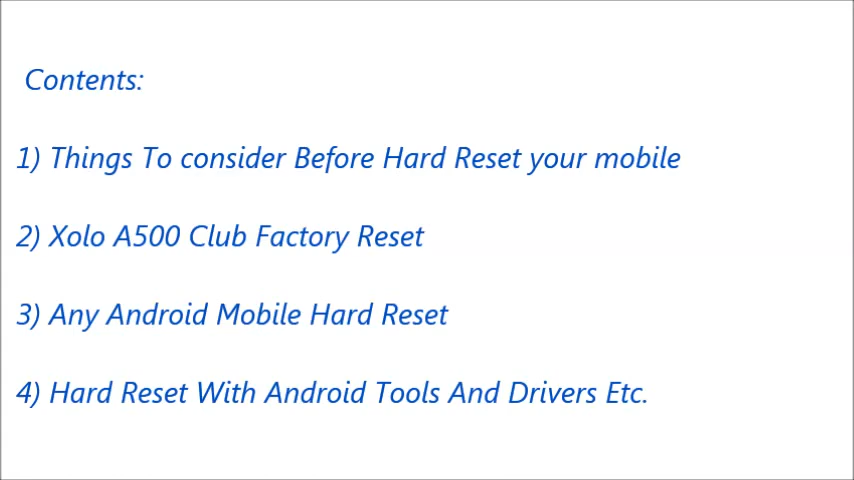 Contents:
1) Things To consider Before Hard Reset your mobile
2) Xolo A500 Club Factory Reset
3) Any Android Mobile Hard Reset
4) Hard Reset With Android Tools And Drivers Etc.